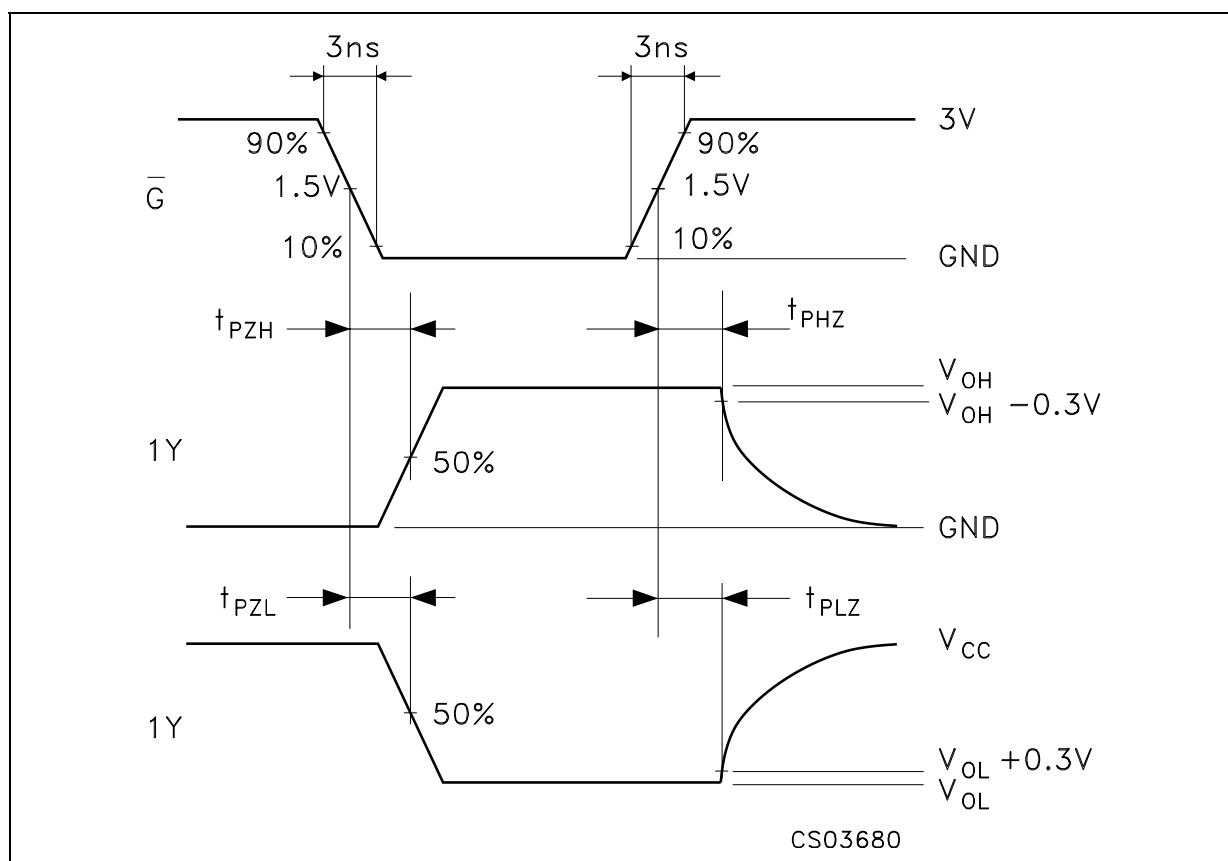 3ns 3ns
90% 90% 3V
G̅ 1.5V 1.5V
10% 10% GND
tPZH tPHZ
VOH
VOH −0.3V
1Y 50%
GND
tPZL tPLZ
VCC
1Y 50%
VOL +0.3V
VOL
CS03680